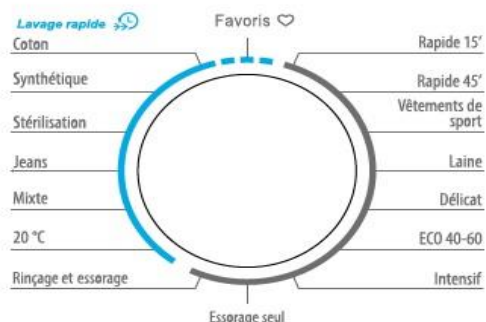 Lavage rapide
Favoris
Coton
Synthétique
Stérilisation
Jeans
Mixte
20 °C
Rinçage et essorage
Essorage seul
Rapide 15'
Rapide 45'
Vêtements de
sport
Laine
Délicat
ECO 40-60
Intensif